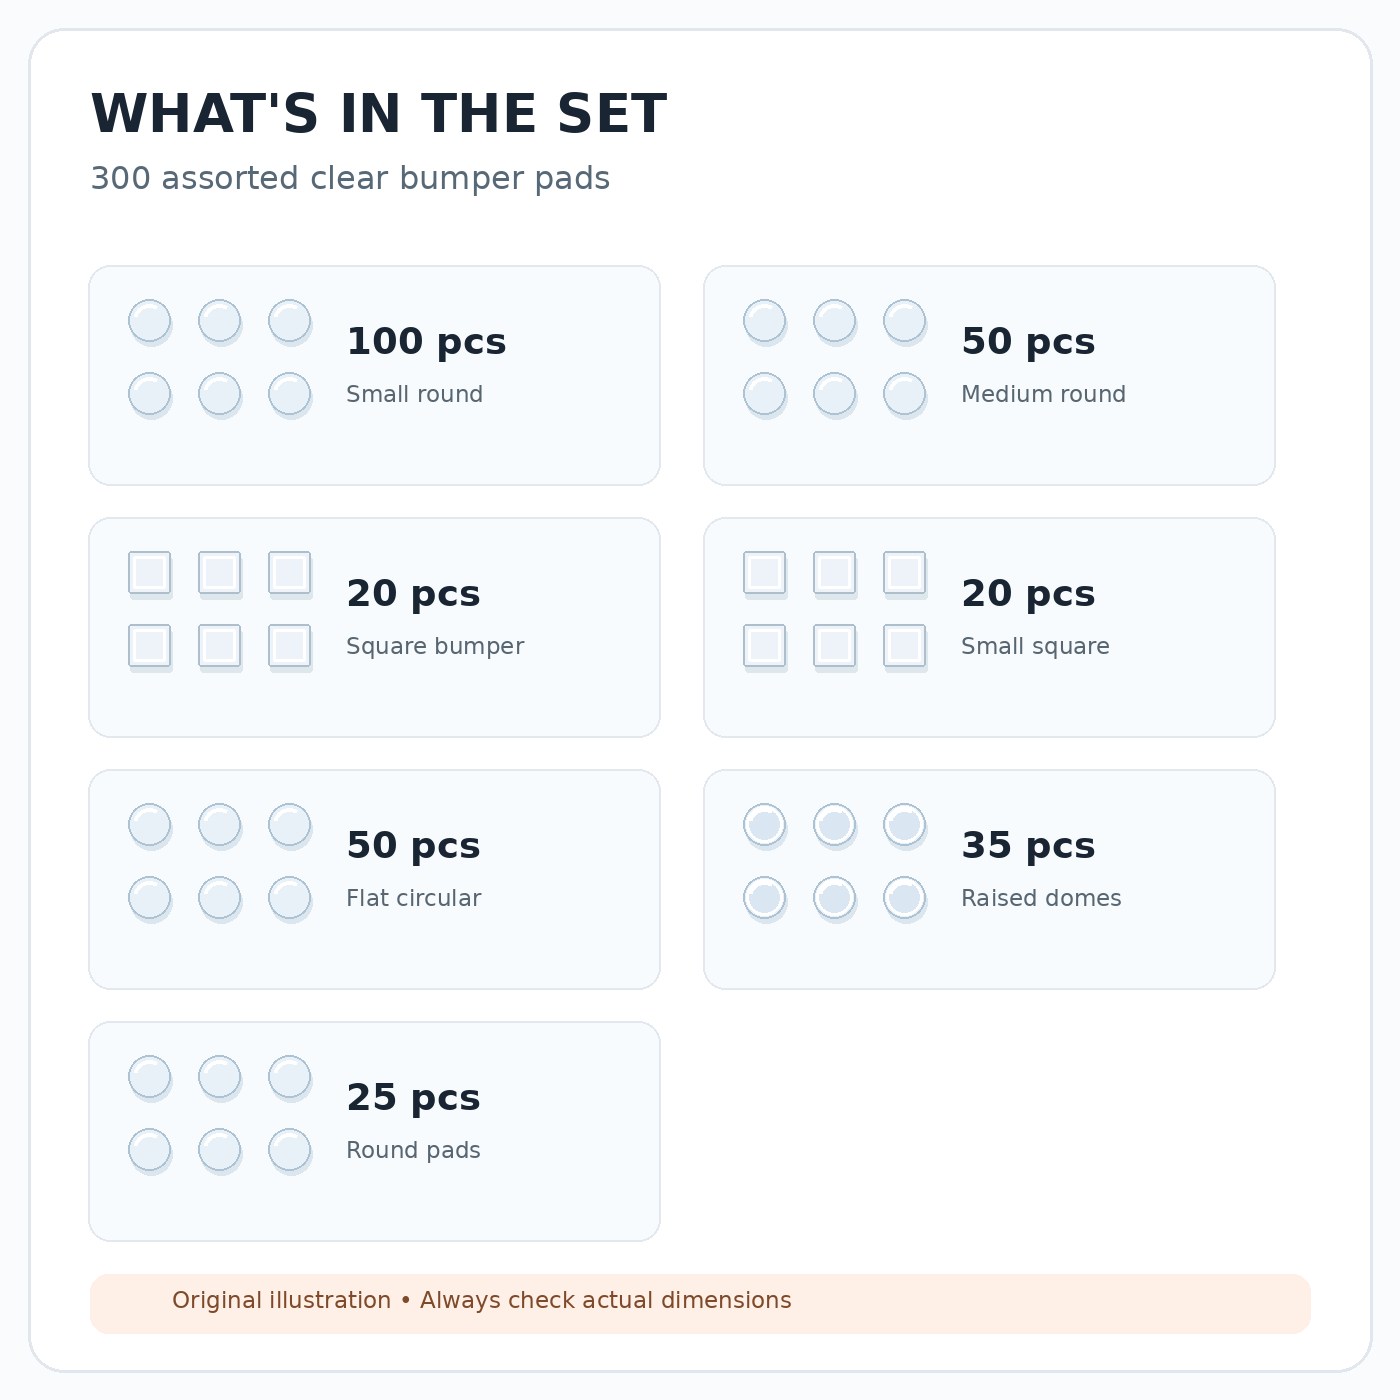 WHAT'S IN THE SET
300 assorted clear bumper pads
100 pcs
Small round
50 pcs
Medium round
20 pcs
Square bumper
20 pcs
Small square
50 pcs
Flat circular
35 pcs
Raised domes
25 pcs
Round pads
Original illustration • Always check actual dimensions